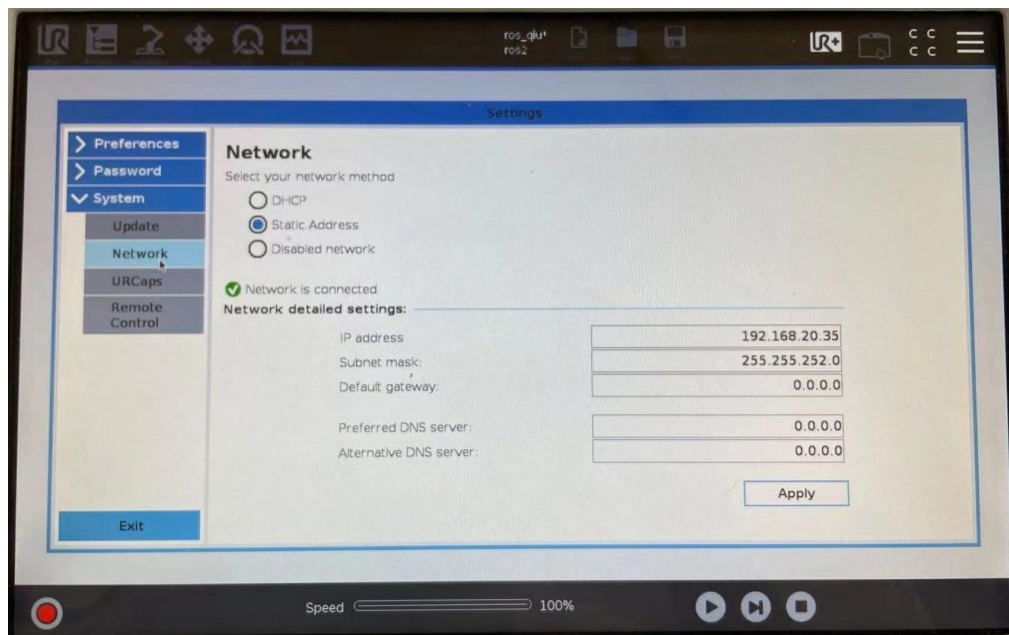 UR
ros_qiu*
ros2
UR+
C C
C C
Settings
Preferences
Password
System
Update
Network
URCaps
Remote
Control
Exit
Network
Select your network method
DHCP
Static Address
Disabled network
Network is connected
Network detailed settings:
IP address 192.168.20.35
Subnet mask: 255.255.252.0
Default gateway: 0.0.0.0
Preferred DNS server: 0.0.0.0
Alternative DNS server: 0.0.0.0
Apply
Speed 100%